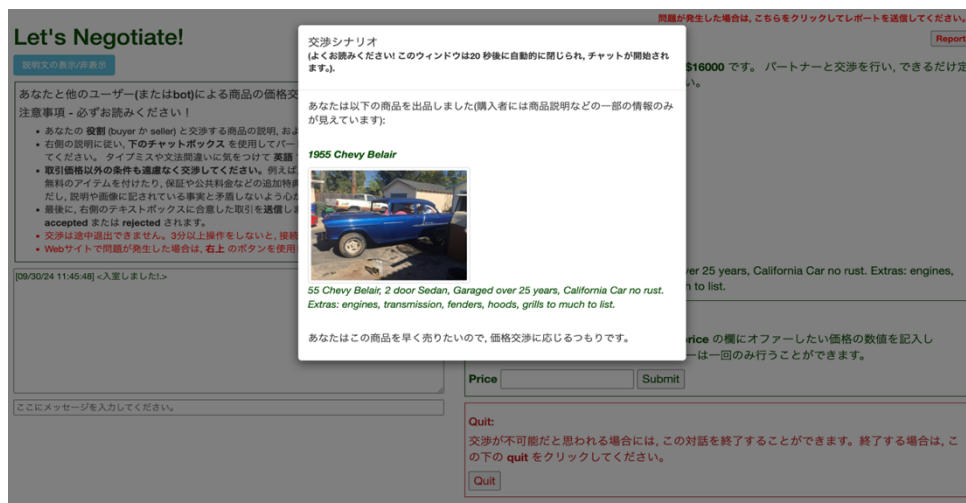 問題が発生した場合は, こちらをクリックしてレポートを送信してください。
Let's Negotiate!
Report
説明文の表示/非表示
あなたと他のユーザー(またはbot)による商品の価格交
注意事項 - 必ずお読みください！
あなたの 役割 (buyer か seller) と交渉する商品の説明, およ
右側の説明に従い, 下のチャットボックス を使用してパー
てください。 タイプミスや文法間違いに気をつけて 英語
取引価格以外の条件も遠慮なく交渉してください。例えば,
無料のアイテムを付けたり, 保証や公共料金などの追加特典
だし, 説明や画像に記されている事実と矛盾しないよう心が
最後に, 右側のテキストボックスに合意した取引を送信しま
accepted または rejected されます。
交渉は途中退出できません。3分以上操作をしないと, 接続
Webサイトで問題が発生した場合は, 右上 のボタンを使用
[09/30/24 11:45:48] <入室しました!.>
ここにメッセージを入力してください。
交渉シナリオ
(よくお読みください! このウィンドウは20 秒後に自動的に閉じられ, チャットが開始され
ます。).
あなたは以下の商品を出品しました(購入者には商品説明などの一部の情報のみ
が見えています):
1955 Chevy Belair
55 Chevy Belair, 2 door Sedan, Garaged over 25 years, California Car no rust.
Extras: engines, transmission, fenders, hoods, grills to much to list.
あなたはこの商品を早く売りたいので, 価格交渉に応じるつもりです。
$16000 です。 パートナーと交渉を行い, できるだけ定
い。
er 25 years, California Car no rust. Extras: engines,
h to list.
price の欄にオファーしたい価格の数値を記入し
ーは一回のみ行うことができます。
Price
Submit
Quit:
交渉が不可能だと思われる場合には, この対話を終了することができます。終了する場合は, こ
の下の quit をクリックしてください。
Quit